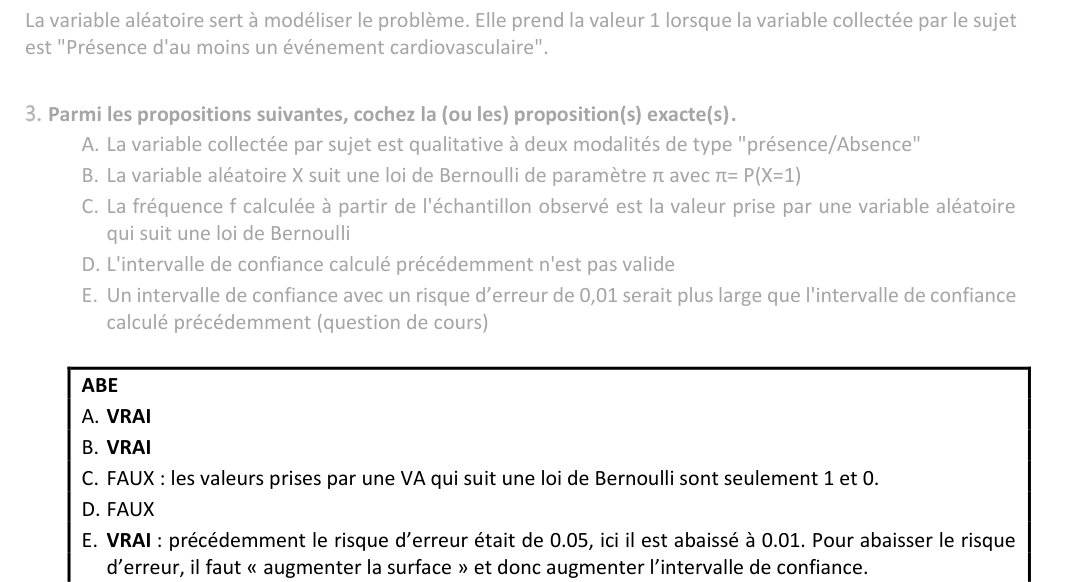 La variable aléatoire sert à modéliser le problème. Elle prend la valeur 1 lorsque la variable collectée par le sujet
est "Présence d'au moins un événement cardiovasculaire".
3. Parmi les propositions suivantes, cochez la (ou les) proposition(s) exacte(s).
A. La variable collectée par sujet est qualitative à deux modalités de type "présence/Absence"
B. La variable aléatoire X suit une loi de Bernoulli de paramètre π avec π= P(X=1)
C. La fréquence f calculée à partir de l'échantillon observé est la valeur prise par une variable aléatoire
qui suit une loi de Bernoulli
D. L'intervalle de confiance calculé précédemment n'est pas valide
E. Un intervalle de confiance avec un risque d’erreur de 0,01 serait plus large que l'intervalle de confiance
calculé précédemment (question de cours)
ABE
A. VRAI
B. VRAI
C. FAUX : les valeurs prises par une VA qui suit une loi de Bernoulli sont seulement 1 et 0.
D. FAUX
E. VRAI : précédemment le risque d’erreur était de 0.05, ici il est abaissé à 0.01. Pour abaisser le risque
d’erreur, il faut « augmenter la surface » et donc augmenter l’intervalle de confiance.